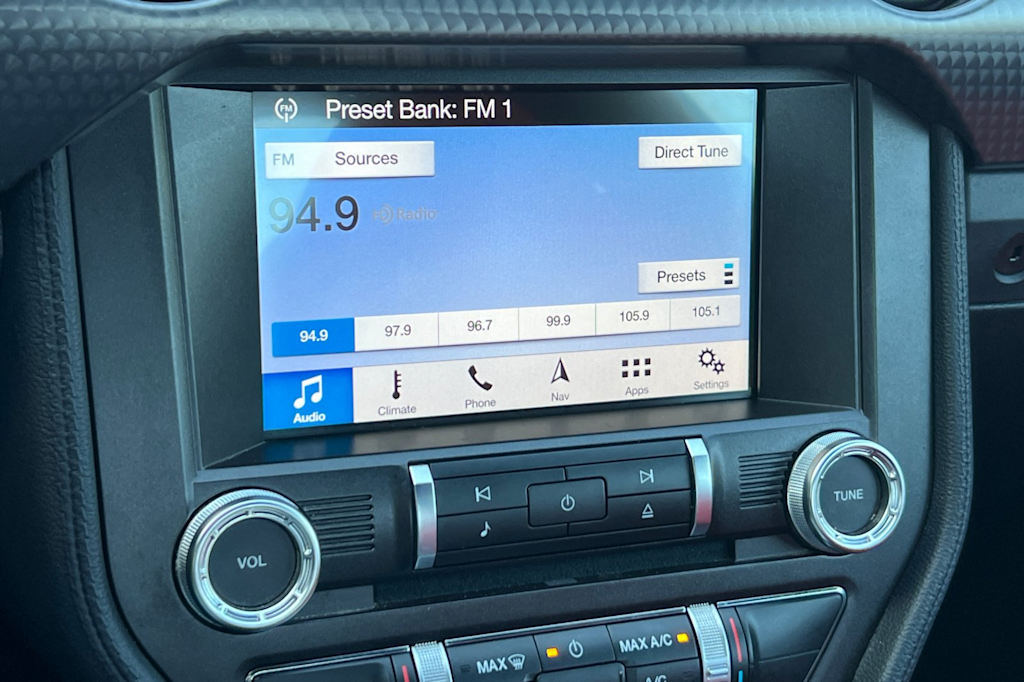 FM Preset Bank: FM 1
FM Sources Direct Tune
94.9 HD Radio
Presets
94.9 97.9 96.7 99.9 105.9 105.1
Audio Climate Phone Nav Apps Settings
VOL TUNE
MAX MAX A/C
A/C